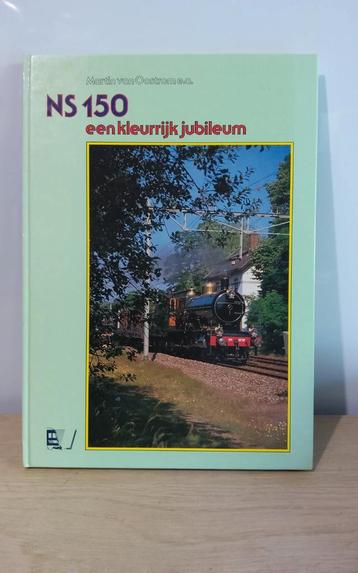 Martin van Oostrom e.a.
NS 150
een kleurrijk jubileum